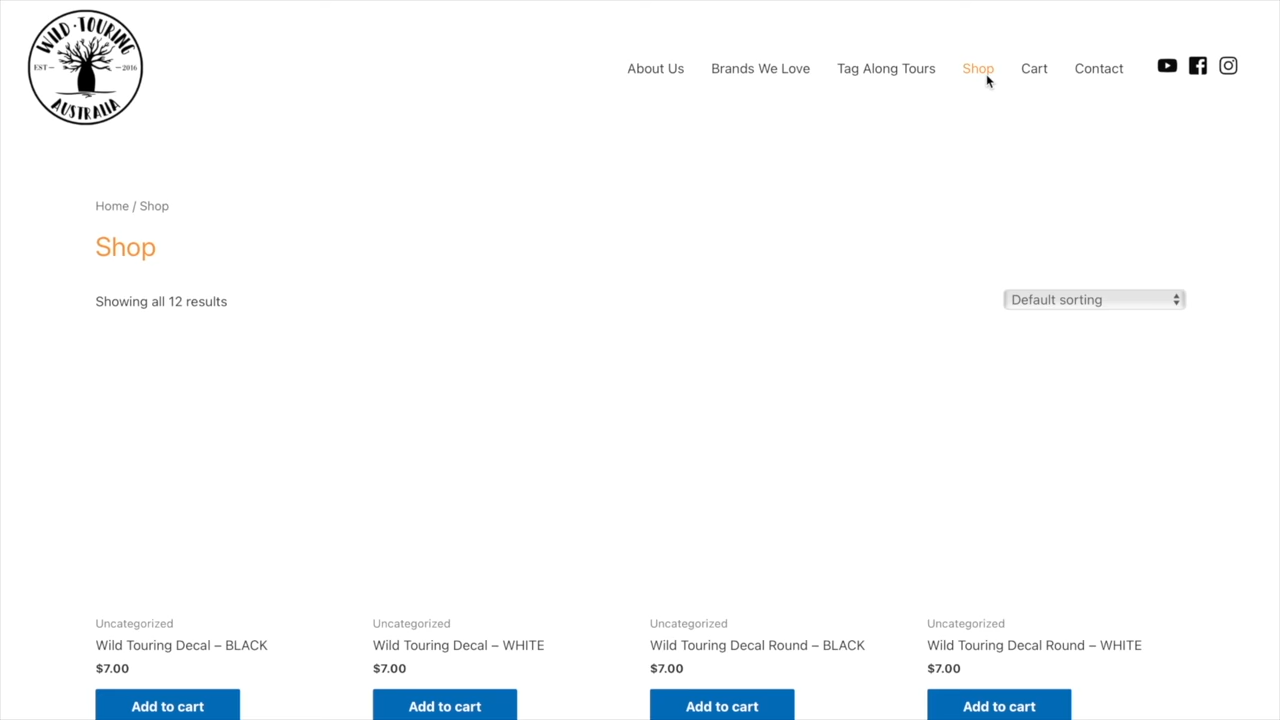 WILD · TOURING
EST – – 2016
AUSTRALIA
About Us Brands We Love Tag Along Tours Shop Cart Contact
Home / Shop
Shop
Showing all 12 results Default sorting
Uncategorized Uncategorized Uncategorized Uncategorized
Wild Touring Decal – BLACK Wild Touring Decal – WHITE Wild Touring Decal Round – BLACK Wild Touring Decal Round – WHITE
$7.00 $7.00 $7.00 $7.00
Add to cart Add to cart Add to cart Add to cart